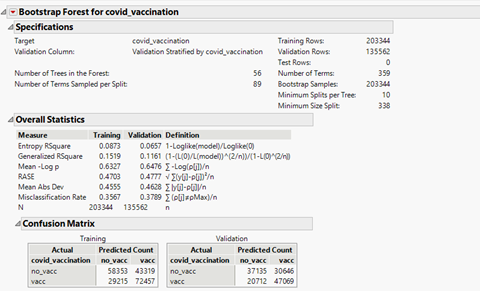 Bootstrap Forest for covid_vaccination
Specifications
Target covid_vaccination Training Rows: 203344
Validation Column: Validation Stratified by covid_vaccination Validation Rows: 135562
Test Rows: 0
Number of Trees in the Forest: 56 Number of Terms: 359
Number of Terms Sampled per Split: 89 Bootstrap Samples: 203344
Minimum Splits per Tree: 10
Minimum Size Split: 338
Overall Statistics
Measure Training Validation Definition
Entropy RSquare 0.0873 0.0657 1-Loglike(model)/Loglike(0)
Generalized RSquare 0.1519 0.1161 (1-(L(0)/L(model))^(2/n))/(1-L(0)^(2/n))
Mean -Log p 0.6327 0.6476 ∑ -Log(ρ[j])/n
RASE 0.4703 0.4777 √ ∑(y[j]-ρ[j])²/n
Mean Abs Dev 0.4555 0.4628 ∑ |y[j]-ρ[j]|/n
Misclassification Rate 0.3567 0.3789 ∑ (ρ[j]≠ρMax)/n
N 203344 135562 n
Confusion Matrix
Training Validation
Actual Predicted Count Actual Predicted Count
covid_vaccination no_vacc vacc covid_vaccination no_vacc vacc
no_vacc 58353 43319 no_vacc 37135 30646
vacc 29215 72457 vacc 20712 47069